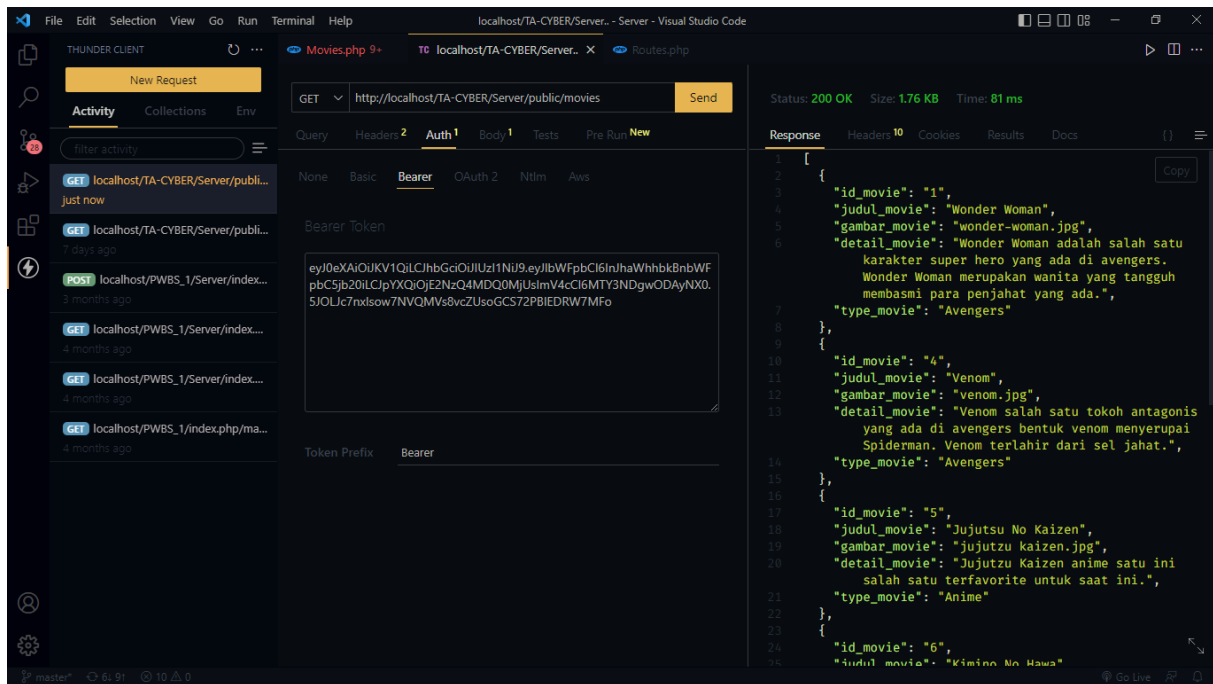 File Edit Selection View Go Run Terminal Help
localhost/TA-CYBER/Server.. - Server - Visual Studio Code
THUNDER CLIENT
New Request
Activity Collections Env
filter activity
GET localhost/TA-CYBER/Server/publi...
just now
GET localhost/TA-CYBER/Server/publi...
7 days ago
POST localhost/PWBS_1/Server/index...
3 months ago
GET localhost/PWBS_1/Server/index....
4 months ago
GET localhost/PWBS_1/Server/index....
4 months ago
GET localhost/PWBS_1/index.php/ma...
4 months ago
28
Movies.php 9+
TC localhost/TA-CYBER/Server..
Routes.php
GET http://localhost/TA-CYBER/Server/public/movies Send
Query Headers 2 Auth 1 Body 1 Tests Pre Run New
None Basic Bearer OAuth 2 Ntlm Aws
Bearer Token
Token Prefix Bearer
Status: 200 OK Size: 1.76 KB Time: 81 ms
Response Headers 10 Cookies Results Docs {}
Copy
1 [
2 {
3 "id_movie": "1",
4 "judul_movie": "Wonder Woman",
5 "gambar_movie": "wonder-woman.jpg",
6 "detail_movie": "Wonder Woman adalah salah satu
karakter super hero yang ada di avengers.
Wonder Woman merupakan wanita yang tangguh
membasmi para penjahat yang ada.",
7 "type_movie": "Avengers"
8 },
9 {
10 "id_movie": "4",
11 "judul_movie": "Venom",
12 "gambar_movie": "venom.jpg",
13 "detail_movie": "Venom salah satu tokoh antagonis
yang ada di avengers bentuk venom menyerupai
Spiderman. Venom terlahir dari sel jahat.",
14 "type_movie": "Avengers"
15 },
16 {
17 "id_movie": "5",
18 "judul_movie": "Jujutsu No Kaizen",
19 "gambar_movie": "jujutzu kaizen.jpg",
20 "detail_movie": "Jujutzu Kaizen anime satu ini
salah satu terfavorite untuk saat ini.",
21 "type_movie": "Anime"
22 },
23 {
24 "id_movie": "6",
25 "judul_movie": "Kimino No Hawa"
master* 6↓ 9↑ 10 0
Go Live